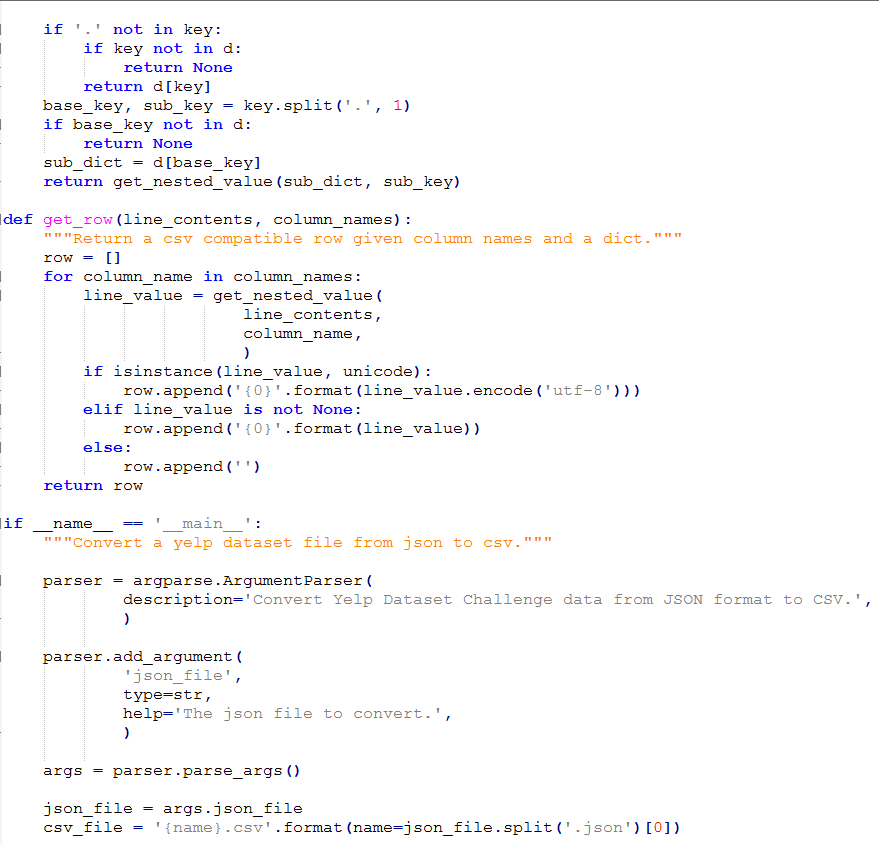 if '.' not in key:
if key not in d:
return None
return d[key]
base_key, sub_key = key.split('.', 1)
if base_key not in d:
return None
sub_dict = d[base_key]
return get_nested_value(sub_dict, sub_key)
def get_row(line_contents, column_names):
"""Return a csv compatible row given column names and a dict."""
row = []
for column_name in column_names:
line_value = get_nested_value(
line_contents,
column_name,
)
if isinstance(line_value, unicode):
row.append('{0}'.format(line_value.encode('utf-8')))
elif line_value is not None:
row.append('{0}'.format(line_value))
else:
row.append('')
return row
if __name__ == '__main__':
"""Convert a yelp dataset file from json to csv."""
parser = argparse.ArgumentParser(
description='Convert Yelp Dataset Challenge data from JSON format to CSV.',
)
parser.add_argument(
'json_file',
type=str,
help='The json file to convert.',
)
args = parser.parse_args()
json_file = args.json_file
csv_file = '{name}.csv'.format(name=json_file.split('.json')[0])